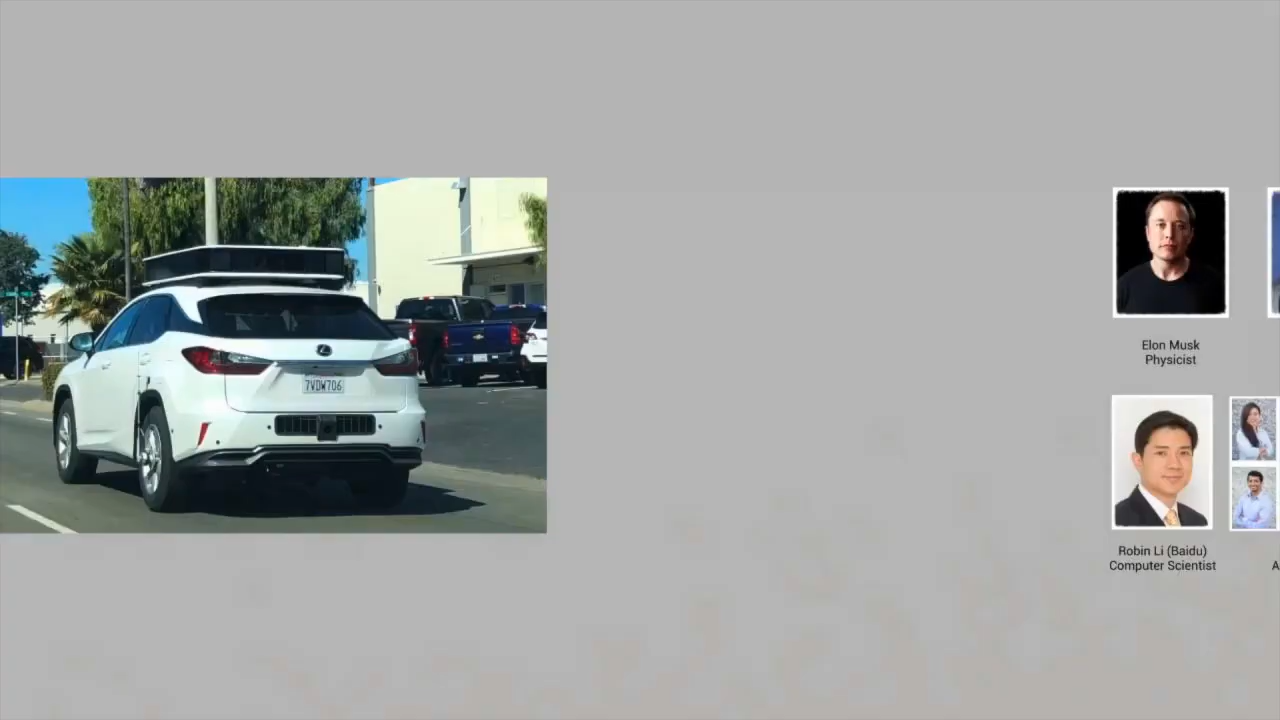 7VDW706
Elon Musk
Physicist
Robin Li (Baidu)
Computer Scientist
A